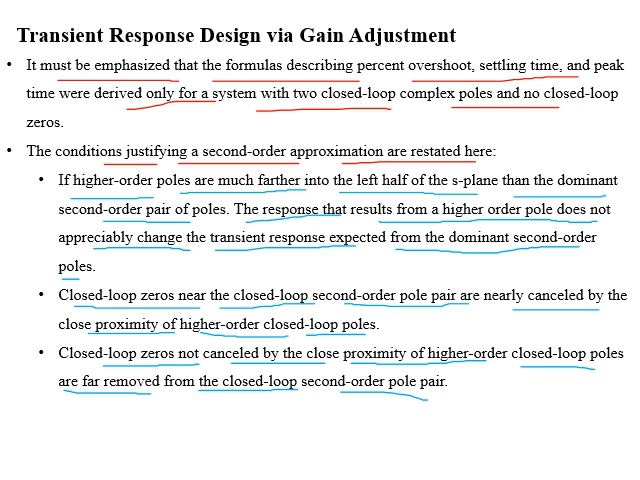 Transient Response Design via Gain Adjustment
• It must be emphasized that the formulas describing percent overshoot, settling time, and peak
time were derived only for a system with two closed-loop complex poles and no closed-loop
zeros.
• The conditions justifying a second-order approximation are restated here:
• If higher-order poles are much farther into the left half of the s-plane than the dominant
second-order pair of poles. The response that results from a higher order pole does not
appreciably change the transient response expected from the dominant second-order
poles.
• Closed-loop zeros near the closed-loop second-order pole pair are nearly canceled by the
close proximity of higher-order closed-loop poles.
• Closed-loop zeros not canceled by the close proximity of higher-order closed-loop poles
are far removed from the closed-loop second-order pole pair.